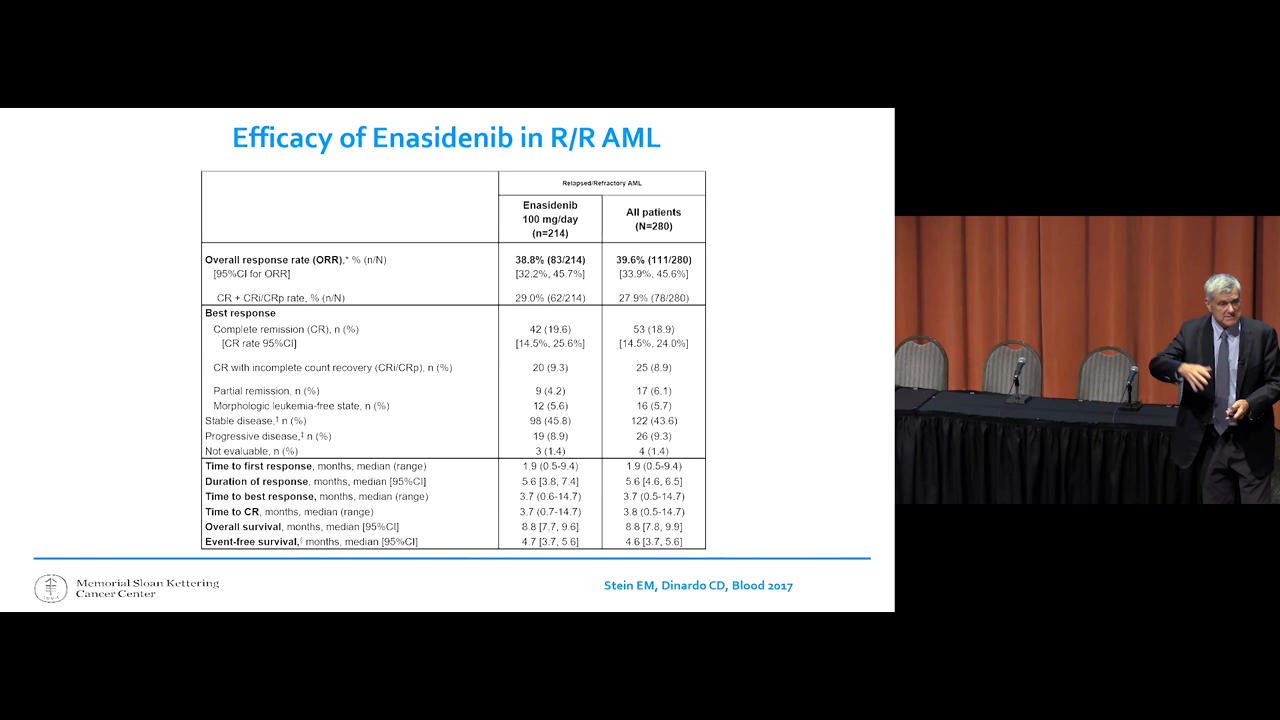 Efficacy of Enasidenib in R/R AML
Relapsed/Refractory AML
Enasidenib 100 mg/day (n=214) All patients (N=280)
Overall response rate (ORR),* % (n/N) 38.8% (83/214) 39.6% (111/280)
[95%CI for ORR] [32.2%, 45.7%] [33.9%, 45.6%]
CR + CRi/CRp rate, % (n/N) 29.0% (62/214) 27.9% (78/280)
Best response
Complete remission (CR), n (%) 42 (19.6) 53 (18.9)
[CR rate 95%CI] [14.5%, 25.6%] [14.5%, 24.0%]
CR with incomplete count recovery (CRi/CRp), n (%) 20 (9.3) 25 (8.9)
Partial remission, n (%) 9 (4.2) 17 (6.1)
Morphologic leukemia-free state, n (%) 12 (5.6) 16 (5.7)
Stable disease,† n (%) 98 (45.8) 122 (43.6)
Progressive disease,‡ n (%) 19 (8.9) 26 (9.3)
Not evaluable, n (%) 3 (1.4) 4 (1.4)
Time to first response, months, median (range) 1.9 (0.5-9.4) 1.9 (0.5-9.4)
Duration of response, months, median [95%CI] 5.6 [3.8, 7.4] 5.6 [4.6, 6.5]
Time to best response, months, median (range) 3.7 (0.6-14.7) 3.7 (0.5-14.7)
Time to CR, months, median (range) 3.7 (0.7-14.7) 3.8 (0.5-14.7)
Overall survival, months, median [95%CI] 8.8 [7.7, 9.6] 8.8 [7.8, 9.9]
Event-free survival,§ months, median [95%CI] 4.7 [3.7, 5.6] 4.6 [3.7, 5.6]
Memorial Sloan Kettering
Cancer Center
Stein EM, Dinardo CD, Blood 2017